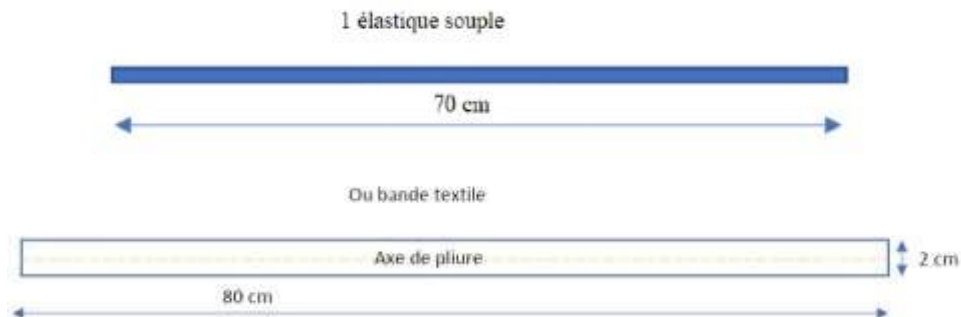 1 élastique souple
70 cm
Ou bande textile
Axe de pliure
2 cm
80 cm